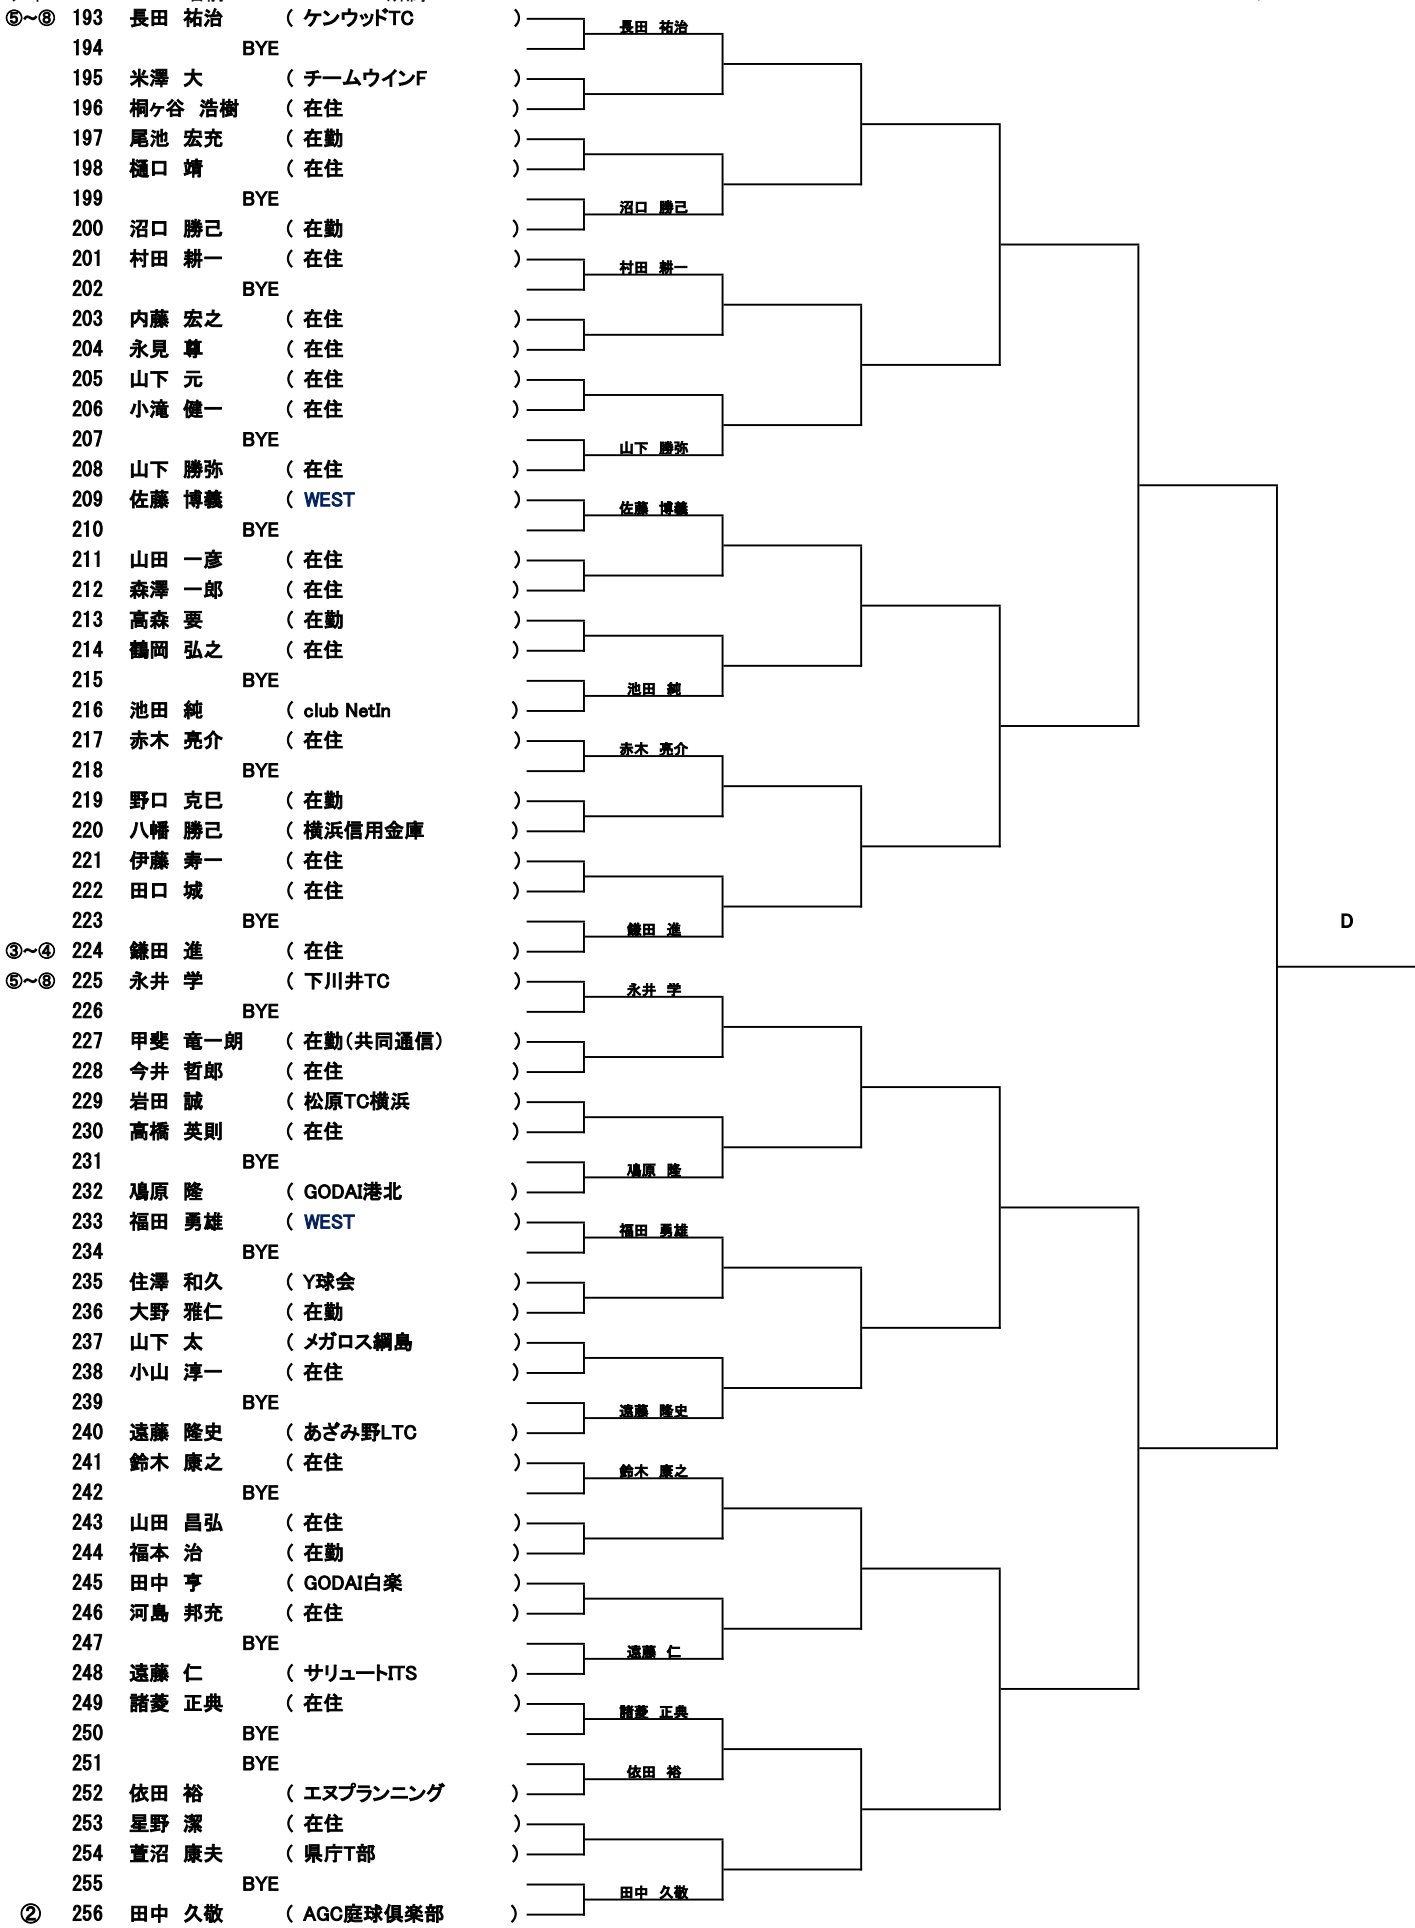 ⑤～⑧ 193 長田 祐治 ( ケンウッドTC ) 長田 祐治
194 BYE
195 米澤 大 ( チームウインF )
196 桐ヶ谷 浩樹 ( 在住 )
197 尾池 宏充 ( 在勤 )
198 樋口 靖 ( 在住 )
199 BYE
沼口 勝己
200 沼口 勝己 ( 在勤 )
201 村田 耕一 ( 在住 ) 村田 耕一
202 BYE
203 内藤 宏之 ( 在住 )
204 永見 尊 ( 在住 )
205 山下 元 ( 在住 )
206 小滝 健一 ( 在住 )
207 BYE
山下 勝弥
208 山下 勝弥 ( 在住 )
209 佐藤 博義 ( WEST ) 佐藤 博義
210 BYE
211 山田 一彦 ( 在住 )
212 森澤 一郎 ( 在住 )
213 高森 要 ( 在勤 )
214 鶴岡 弘之 ( 在住 )
215 BYE
池田 純
216 池田 純 ( club NetIn )
217 赤木 亮介 ( 在住 ) 赤木 亮介
218 BYE
219 野口 克巳 ( 在勤 )
220 八幡 勝己 ( 横浜信用金庫 )
221 伊藤 寿一 ( 在住 )
222 田口 城 ( 在住 )
223 BYE D
鎌田 進
③～④ 224 鎌田 進 ( 在住 )
⑤～⑧ 225 永井 学 ( 下川井TC ) 永井 学
226 BYE
227 甲斐 竜一朗 ( 在勤（共同通信） )
228 今井 哲郎 ( 在住 )
229 岩田 誠 ( 松原TC横浜 )
230 高橋 英則 ( 在住 )
231 BYE
原 隆
232 原 隆 ( GODAI港北 )
233 福田 勇雄 ( WEST ) 福田 勇雄
234 BYE
235 住澤 和久 ( Y球会 )
236 大野 雅仁 ( 在勤 )
237 山下 太 ( メガロス綱島 )
238 小山 淳一 ( 在住 )
239 BYE
遠藤 隆史
240 遠藤 隆史 ( あざみ野LTC )
241 鈴木 康之 ( 在住 ) 鈴木 康之
242 BYE
243 山田 昌弘 ( 在住 )
244 福本 治 ( 在勤 )
245 田中 亨 ( GODAI白楽 )
246 河島 邦充 ( 在住 )
247 BYE
遠藤 仁
248 遠藤 仁 ( サリュートITS )
249 諸菱 正典 ( 在住 ) 諸菱 正典
250 BYE
251 BYE 依田 裕
252 依田 裕 ( エヌプランニング )
253 星野 潔 ( 在住 )
254 萱沼 康夫 ( 県庁T部 )
255 BYE
田中 久敬
② 256 田中 久敬 ( AGC庭球倶楽部 )